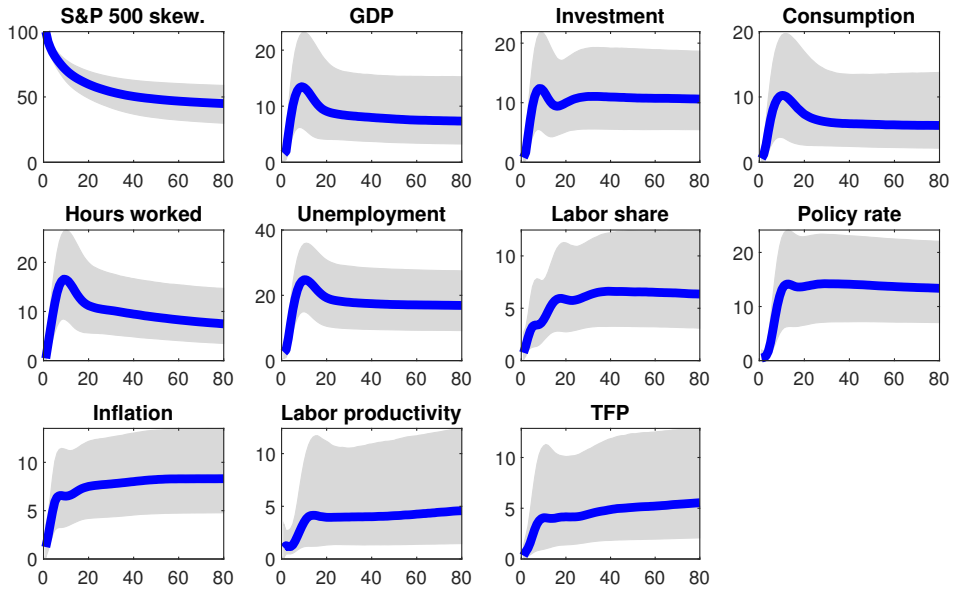 S&P 500 skew.
100
50
0
0 20 40 60 80
GDP
20
10
0
0 20 40 60 80
Investment
20
10
0
0 20 40 60 80
Consumption
20
10
0
0 20 40 60 80
Hours worked
20
10
0
0 20 40 60 80
Unemployment
40
20
0
0 20 40 60 80
Labor share
10
5
0
0 20 40 60 80
Policy rate
20
10
0
0 20 40 60 80
Inflation
10
5
0
0 20 40 60 80
Labor productivity
10
5
0
0 20 40 60 80
TFP
10
5
0
0 20 40 60 80